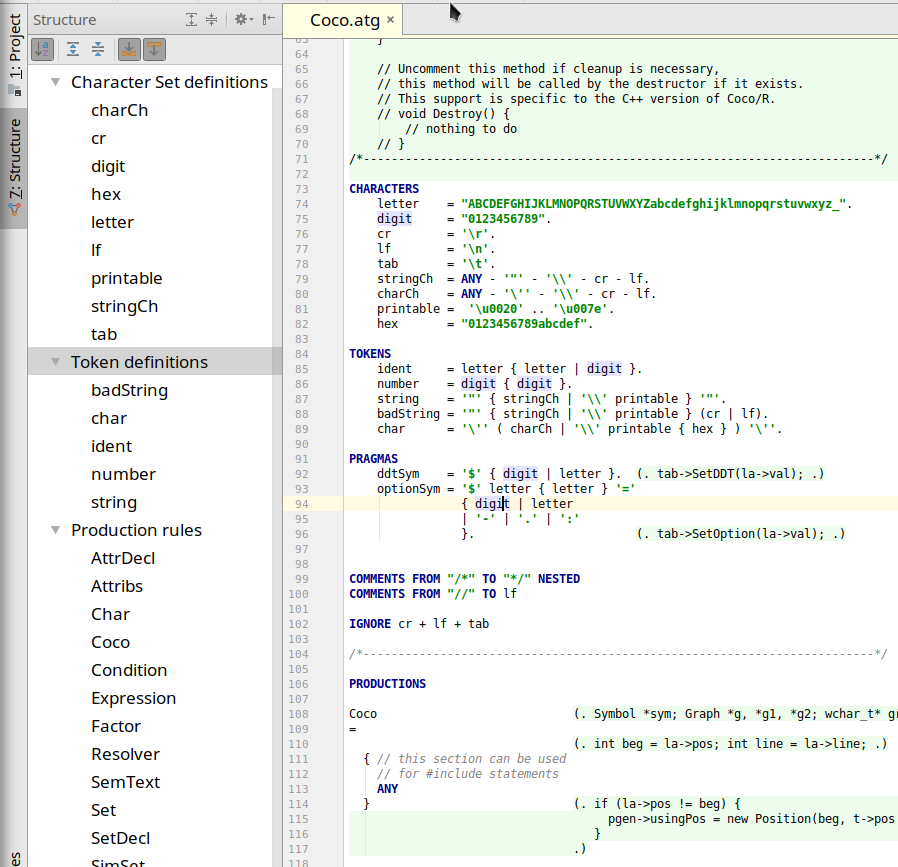 1: Project
7: Structure
Structure
Character Set definitions
charCh
cr
digit
hex
letter
lf
printable
stringCh
tab
Token definitions
badString
char
ident
number
string
Production rules
AttrDecl
Attribs
Char
Coco
Condition
Expression
Factor
Resolver
SemText
Set
SetDecl
SimSet
es
Coco.atg ×
63 }
64
65 // Uncomment this method if cleanup is necessary,
66 // this method will be called by the destructor if it exists.
67 // This support is specific to the C++ version of Coco/R.
68 // void Destroy() {
69 // nothing to do
70 // }
71 /*-------------------------------------------------------------------------*/
72
73 CHARACTERS
74 letter = "ABCDEFGHIJKLMNOPQRSTUVWXYZabcdefghijklmnopqrstuvwxyz_".
75 digit = "0123456789".
76 cr = '\r'.
77 lf = '\n'.
78 tab = '\t'.
79 stringCh = ANY - '"' - '\\' - cr - lf.
80 charCh = ANY - '\'' - '\\' - cr - lf.
81 printable = '\u0020' .. '\u007e'.
82 hex = "0123456789abcdef".
83
84 TOKENS
85 ident = letter { letter | digit }.
86 number = digit { digit }.
87 string = '"' { stringCh | '\\' printable } '"'.
88 badString = '"' { stringCh | '\\' printable } (cr | lf).
89 char = '\'' ( charCh | '\\' printable { hex } ) '\''.
90
91 PRAGMAS
92 ddtSym = '$' { digit | letter }. (. tab->SetDDT(la->val); .)
93 optionSym = '$' letter { letter } '='
94 { digit | letter
95 | '-' | '.' | ':'
96 }. (. tab->SetOption(la->val); .)
97
98
99 COMMENTS FROM "/*" TO "*/" NESTED
100 COMMENTS FROM "//" TO lf
101
102 IGNORE cr + lf + tab
103
104 /*-------------------------------------------------------------------------*/
105
106 PRODUCTIONS
107
108 Coco (. Symbol *sym; Graph *g, *g1, *g2; wchar_t* gr
109 =
110 (. int beg = la->pos; int line = la->line; .)
111 { // this section can be used
112 // for #include statements
113 ANY
114 } (. if (la->pos != beg) {
115 pgen->usingPos = new Position(beg, t->pos
116 }
117 .)
118